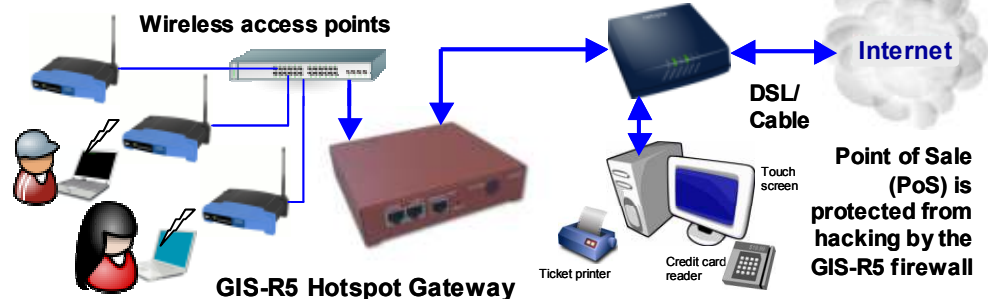 Wireless access points
Internet
DSL/
Cable
Touch
screen
Point of Sale
(PoS) is
protected from
hacking by the
GIS-R5 firewall
Ticket printer
Credit card
reader
GIS-R5 Hotspot Gateway